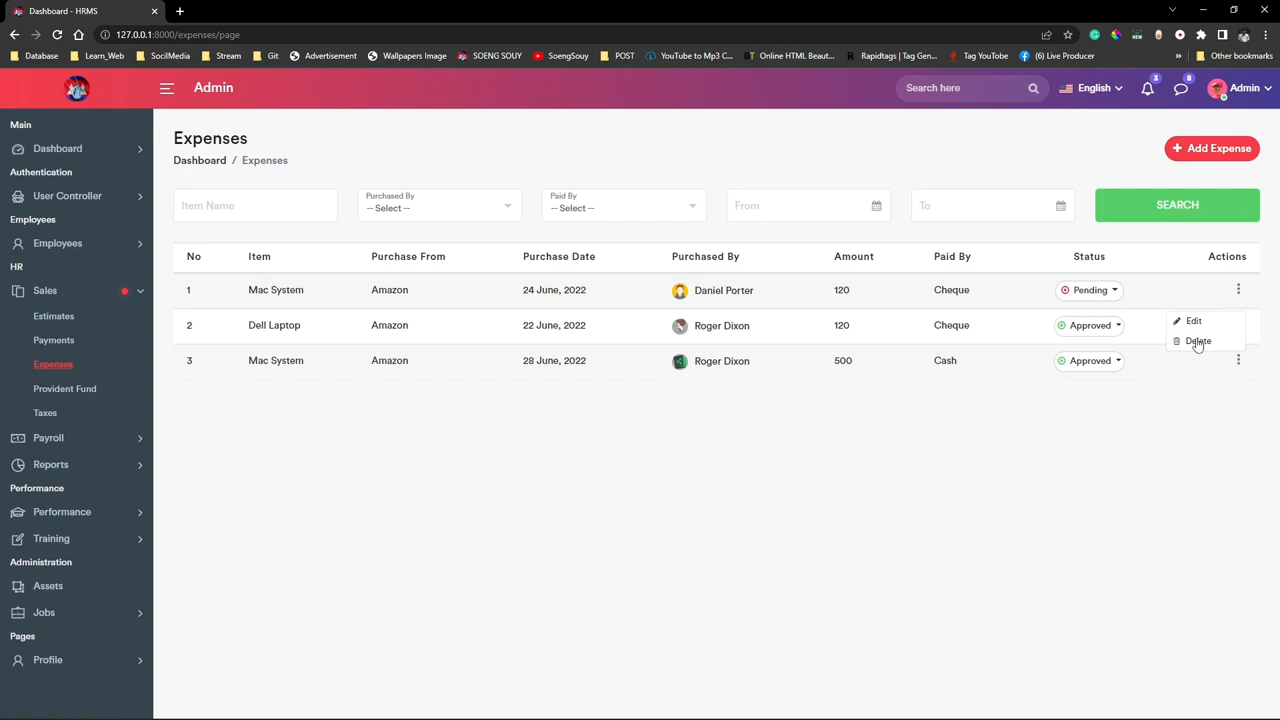 Dashboard - HRMS
127.0.0.1:8000/expenses/page
Database Learn_Web SocilMedia Stream Git Advertisement Wallpapers Images SOENG SOUY SoengSouy POST YouTube to Mp3 C... Online HTML Beaut... Rapidtags | Tag Gen... Tag YouTube (6) Live Producer » Other bookmarks
Admin
Search here
English
3
8
Admin
Main
Dashboard
Authentication
User Controller
Employees
Employees
HR
Sales
Estimates
Payments
Expenses
Provident Fund
Taxes
Payroll
Reports
Performance
Performance
Training
Administration
Assets
Jobs
Pages
Profile
Expenses
Dashboard / Expenses
+ Add Expense
Item Name
Purchased By
-- Select --
Paid By
-- Select --
From
To
SEARCH
No Item Purchase From Purchase Date Purchased By Amount Paid By Status Actions
1 Mac System Amazon 24 June, 2022 Daniel Porter 120 Cheque Pending
2 Dell Laptop Amazon 22 June, 2022 Roger Dixon 120 Cheque Approved
3 Mac System Amazon 28 June, 2022 Roger Dixon 500 Cash Approved
Edit
Delete